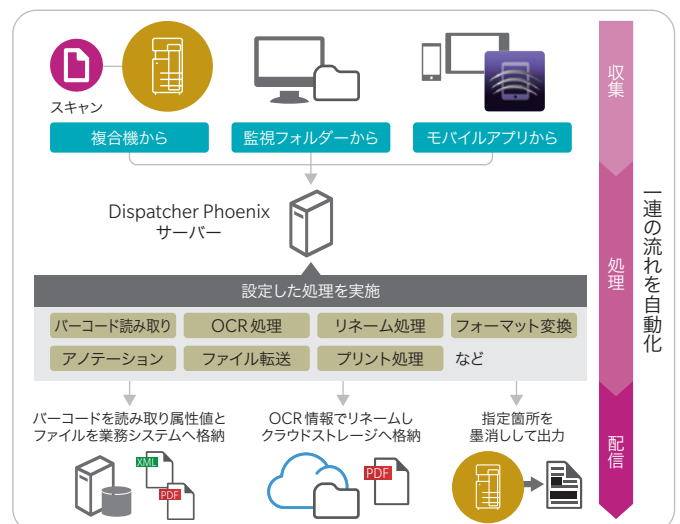 スキャン
複合機から
監視フォルダーから
モバイルアプリから
収集
Dispatcher Phoenix
サーバー
設定した処理を実施
バーコード読み取り
OCR処理
リネーム処理
フォーマット変換
アノテーション
ファイル転送
プリント処理
など
処理
一連の流れを自動化
バーコードを読み取り属性値と
ファイルを業務システムへ格納
XML
PDF
OCR情報でリネームし
クラウドストレージへ格納
PDF
指定箇所を
墨消しして出力
配信